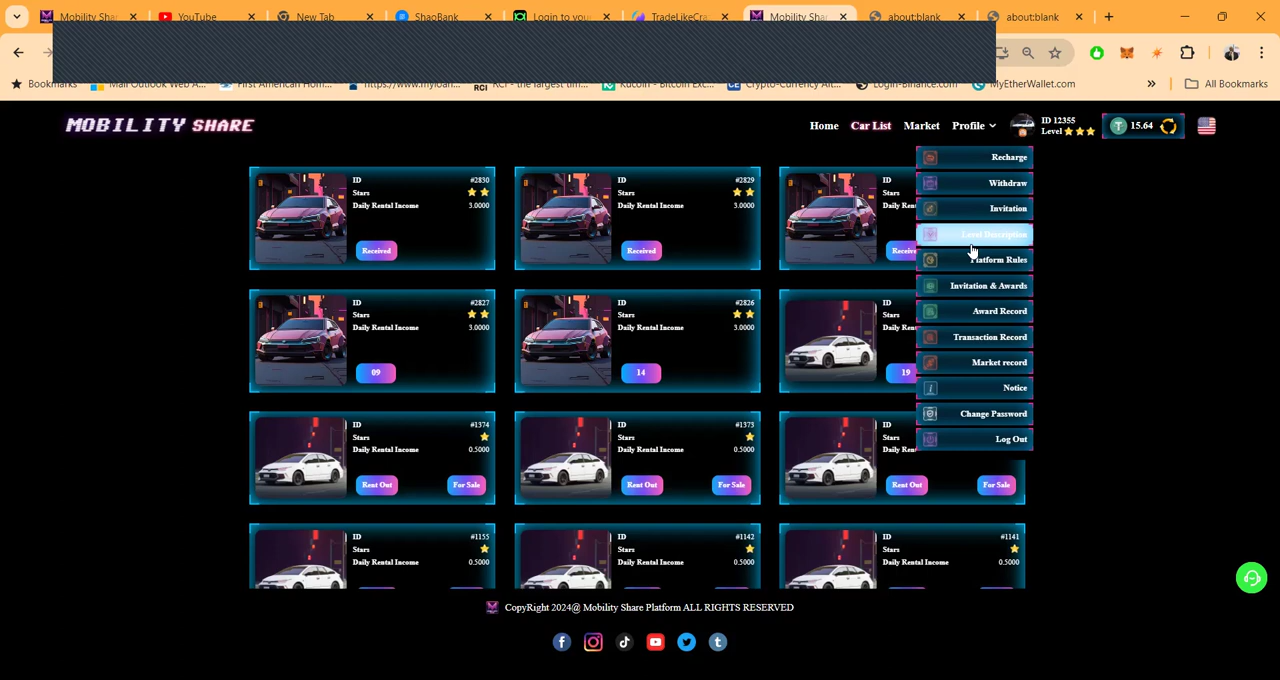 Mobility Sha
YouTube
New Tab
ShaoBank
Login to you
TradeLikeCra
Mobility Sha
about:blank
about:blank
Bookmarks
Mail Outlook Web A...
First American Hom...
https://www.myloan...
RCI - the largest tim...
Kucoin - Bitcoin Exc...
Crypto-Currency Alt...
Login-Binance.com
MyEtherWallet.com
All Bookmarks
MOBILITY SHARE
Home Car List Market Profile
ID 12355
Level
15.64
Recharge
Withdraw
Invitation
Level Description
Platform Rules
Invitation & Awards
Award Record
Transaction Record
Market record
Notice
Change Password
Log Out
ID #2830
Stars
Daily Rental Income 3.0000
Received
ID #2829
Stars
Daily Rental Income 3.0000
Received
ID
Stars
Daily Ren
Receive
ID #2827
Stars
Daily Rental Income 3.0000
09
ID #2826
Stars
Daily Rental Income 3.0000
14
ID
Stars
Daily Ren
19
ID #1374
Stars
Daily Rental Income 0.5000
Rent Out For Sale
ID #1373
Stars
Daily Rental Income 0.5000
Rent Out For Sale
ID
Stars
Daily Ren
Rent Out For Sale
ID #1155
Stars
Daily Rental Income 0.5000
ID #1142
Stars
Daily Rental Income 0.5000
ID #1141
Stars
Daily Rental Income 0.5000
CopyRight 2024@ Mobility Share Platform ALL RIGHTS RESERVED